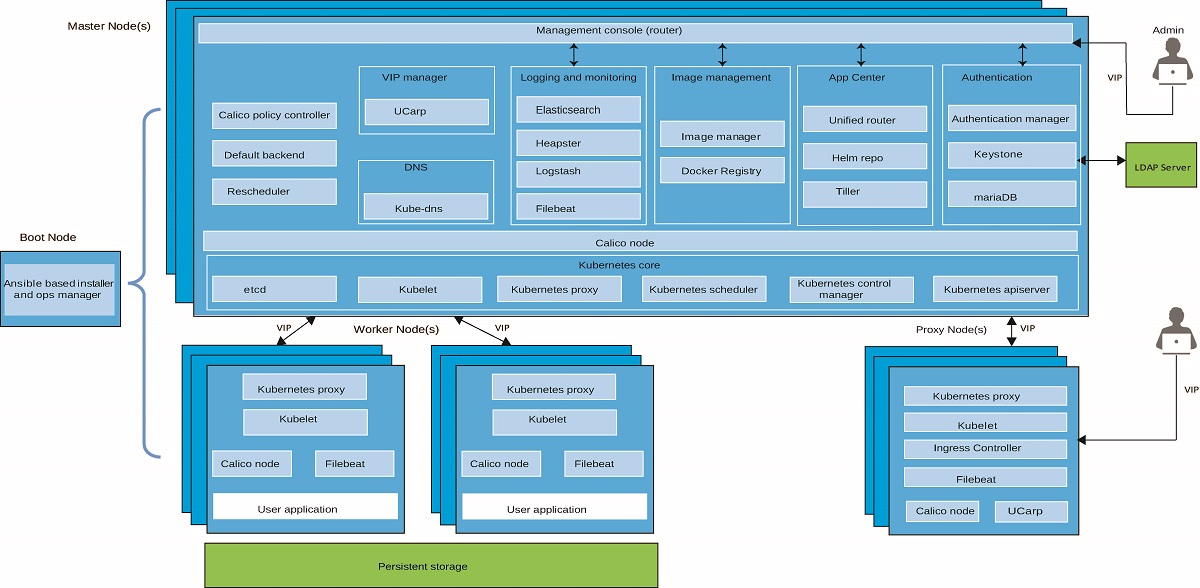 Master Node(s)
Management console (router)
Admin
VIP
VIP manager
UCarp
Logging and monitoring
Elasticsearch
Heapster
Logstash
Filebeat
Image management
Image manager
Docker Registry
App Center
Unified router
Helm repo
Tiller
Authentication
Authentication manager
Keystone
mariaDB
LDAP Server
Calico policy controller
Default backend
Rescheduler
DNS
Kube-dns
Calico node
Kubernetes core
etcd
Kubelet
Kubernetes proxy
Kubernetes scheduler
Kubernetes control
manager
Kubernetes apiserver
Boot Node
Ansible based installer
and ops manager
VIP
Worker Node(s)
VIP
Proxy Node(s)
VIP
Kubernetes proxy
Kubelet
Calico node
Filebeat
User application
Kubernetes proxy
Kubelet
Calico node
Filebeat
User application
Kubernetes proxy
Kubelet
Ingress Controller
Filebeat
Calico node
UCarp
VIP
Persistent storage